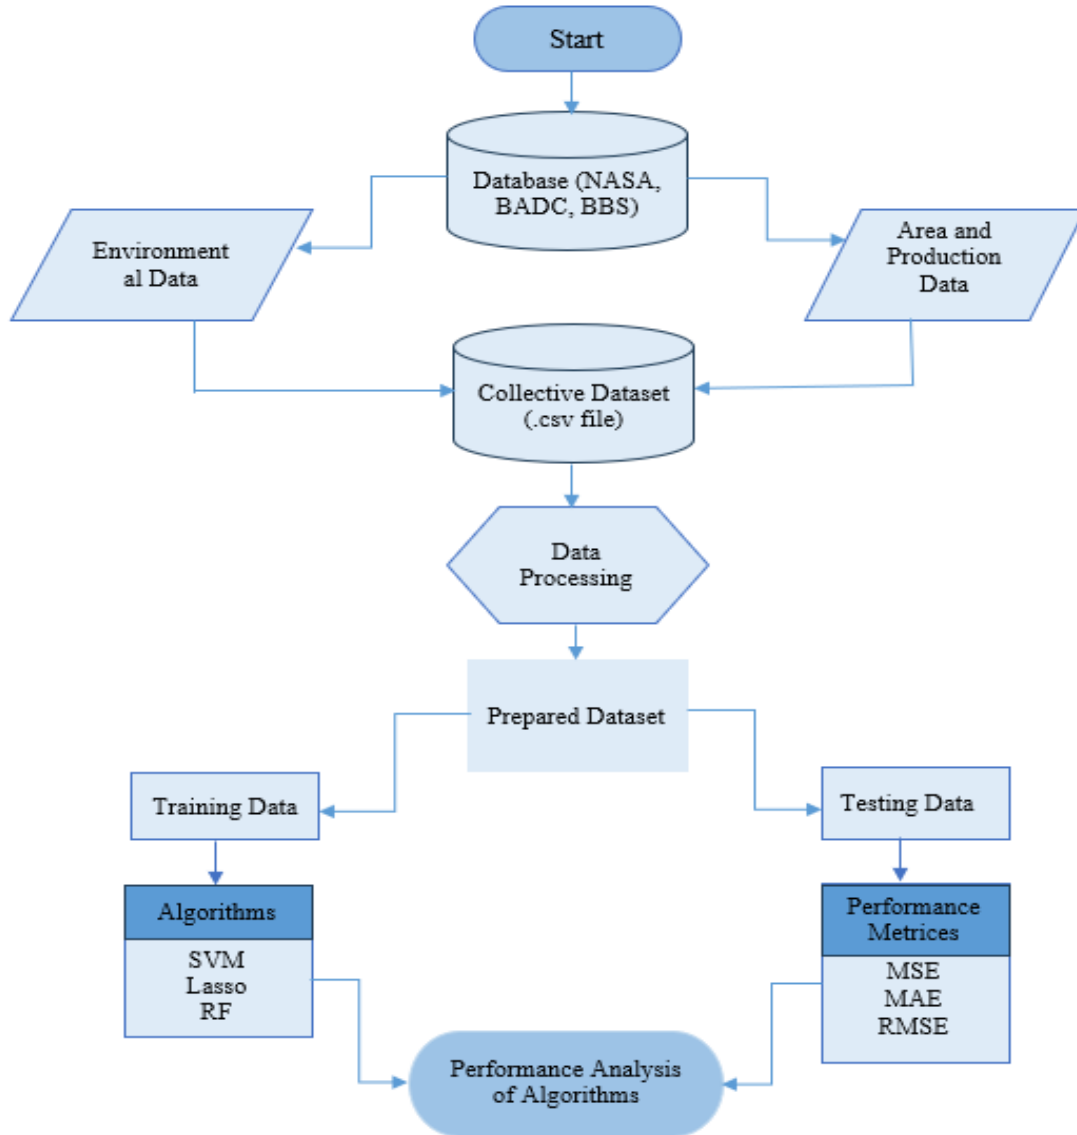 Start
Database (NASA,
BADC, BBS)
Environment
al Data
Area and
Production
Data
Collective Dataset
(.csv file)
Data
Processing
Prepared Dataset
Training Data
Testing Data
Algorithms
SVM
Lasso
RF
Performance
Metrices
MSE
MAE
RMSE
Performance Analysis
of Algorithms